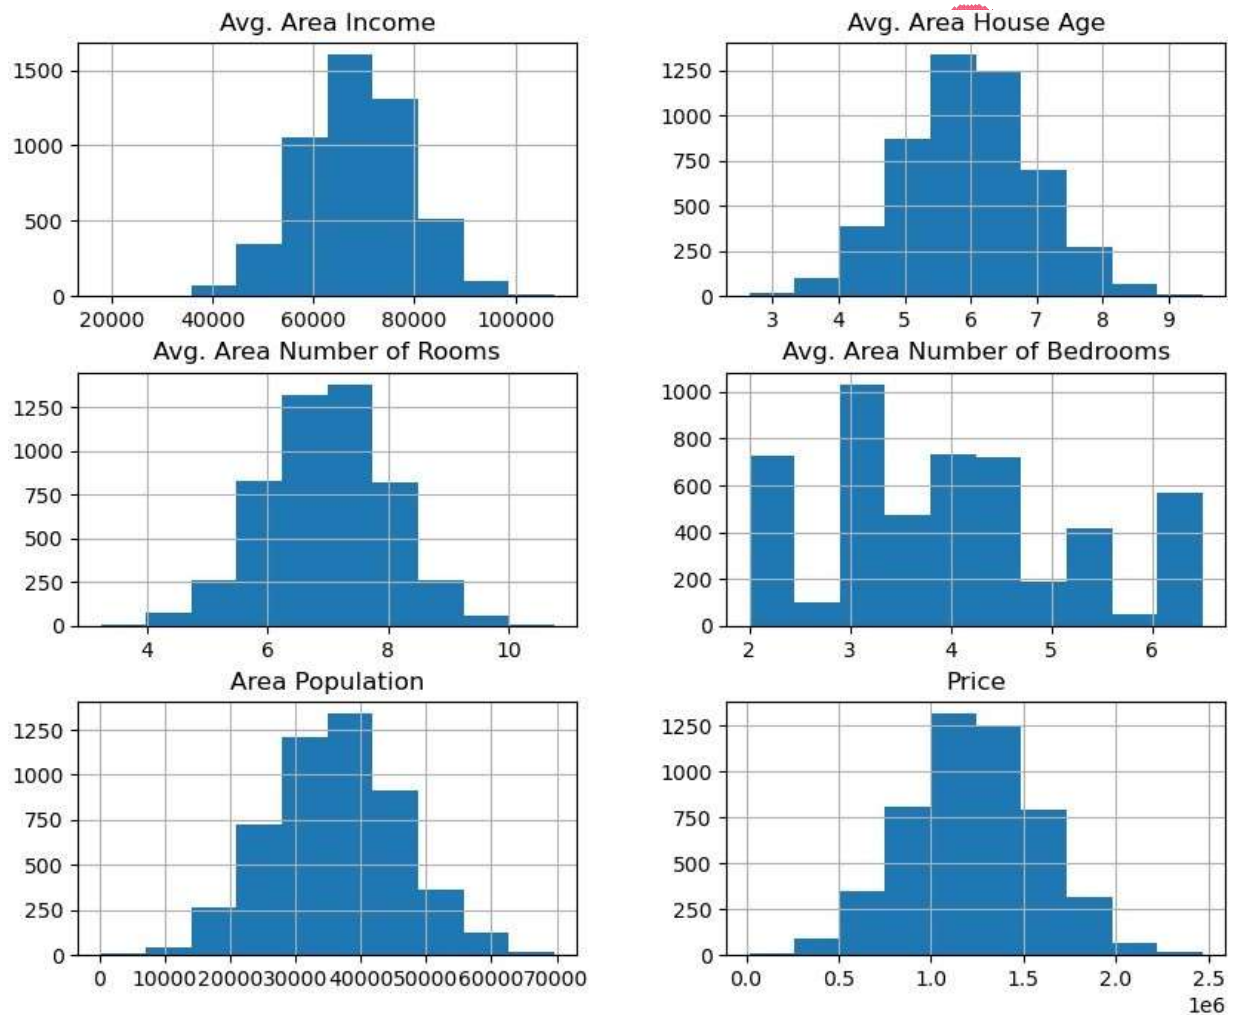 Avg. Area Income
1500
1000
500
0
20000 40000 60000 80000 100000
Avg. Area House Age
1250
1000
750
500
250
0
3 4 5 6 7 8 9
Avg. Area Number of Rooms
1250
1000
750
500
250
0
4 6 8 10
Avg. Area Number of Bedrooms
1000
800
600
400
200
0
2 3 4 5 6
Area Population
1250
1000
750
500
250
0
0 10000 20000 30000 40000 50000 60000 70000
Price
1250
1000
750
500
250
0
0.0 0.5 1.0 1.5 2.0 2.5
1e6